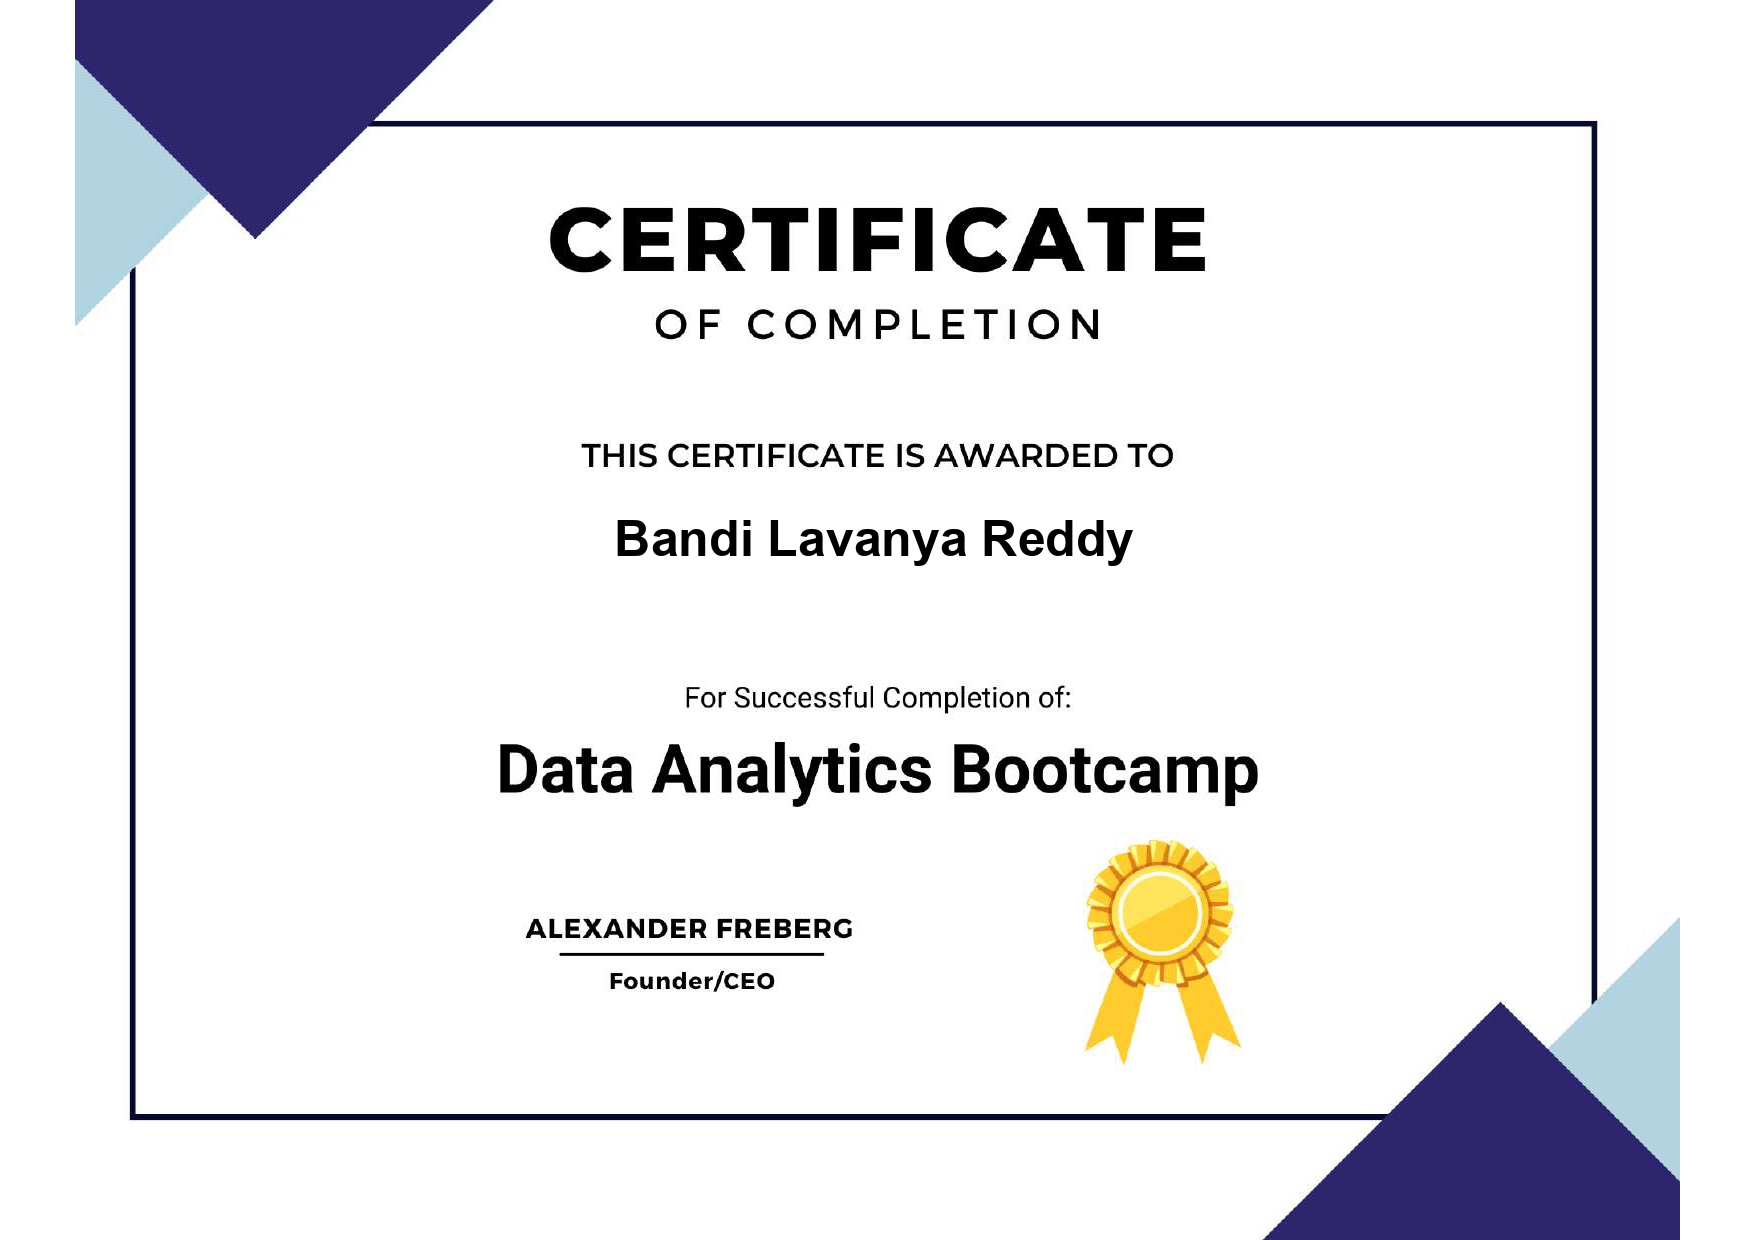 CERTIFICATE
OF COMPLETION
THIS CERTIFICATE IS AWARDED TO
Bandi Lavanya Reddy
For Successful Completion of:
Data Analytics Bootcamp
ALEXANDER FREBERG
Founder/CEO